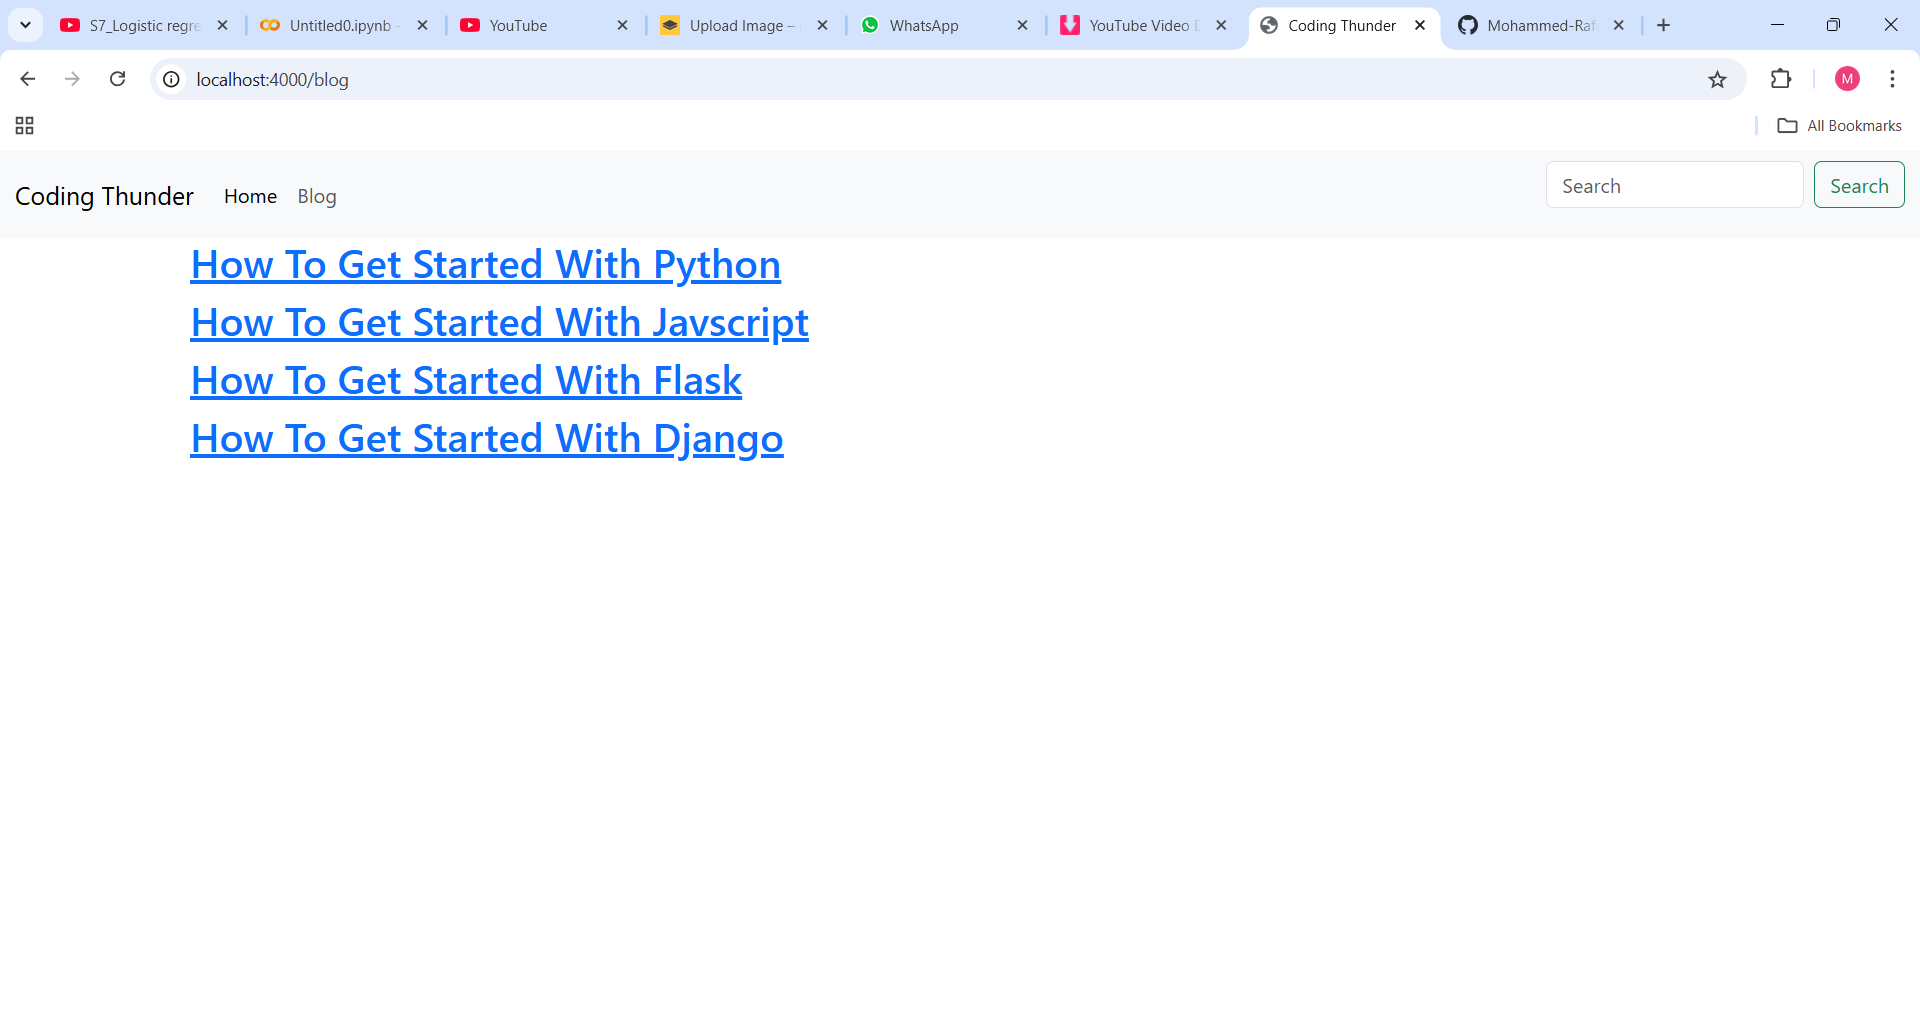 S7_Logistic regre
Untitled0.ipynb -
YouTube
Upload Image –
WhatsApp
YouTube Video D
Coding Thunder
Mohammed-Raf
localhost:4000/blog
M
All Bookmarks
Coding Thunder
Home
Blog
Search
Search
How To Get Started With Python
How To Get Started With Javscript
How To Get Started With Flask
How To Get Started With Django